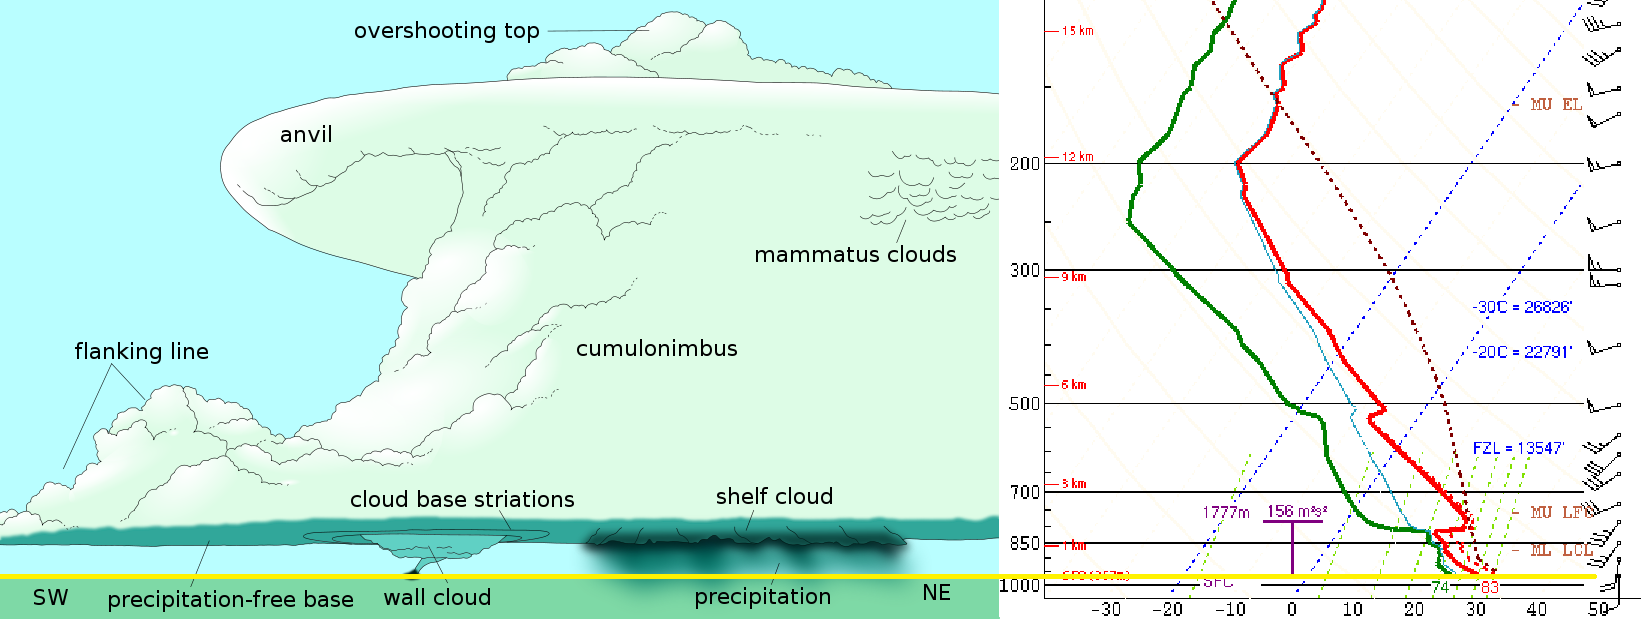 overshooting top
anvil
mammatus clouds
flanking line
cumulonimbus
cloud base striations
shelf cloud
SW
precipitation-free base
wall cloud
precipitation
NE
15 km
MU EL
200
12 km
300
9 km
-30C = 26826'
-20C = 22791'
6 km
500
FZL = 13547'
3 km
700
1777m
156 m²s²
MU LFC
850
1 km
ML LCL
SFC
1000
74
83
-30
-20
-10
0
10
20
30
40
50